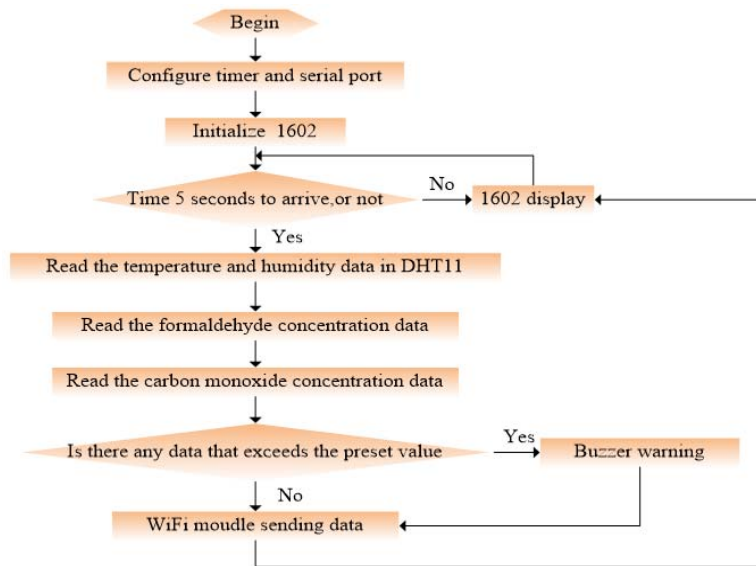 Begin
Configure timer and serial port
Initialize 1602
Time 5 seconds to arrive,or not
No
1602 display
Yes
Read the temperature and humidity data in DHT11
Read the formaldehyde concentration data
Read the carbon monoxide concentration data
Is there any data that exceeds the preset value
Yes
Buzzer warning
No
WiFi moudle sending data